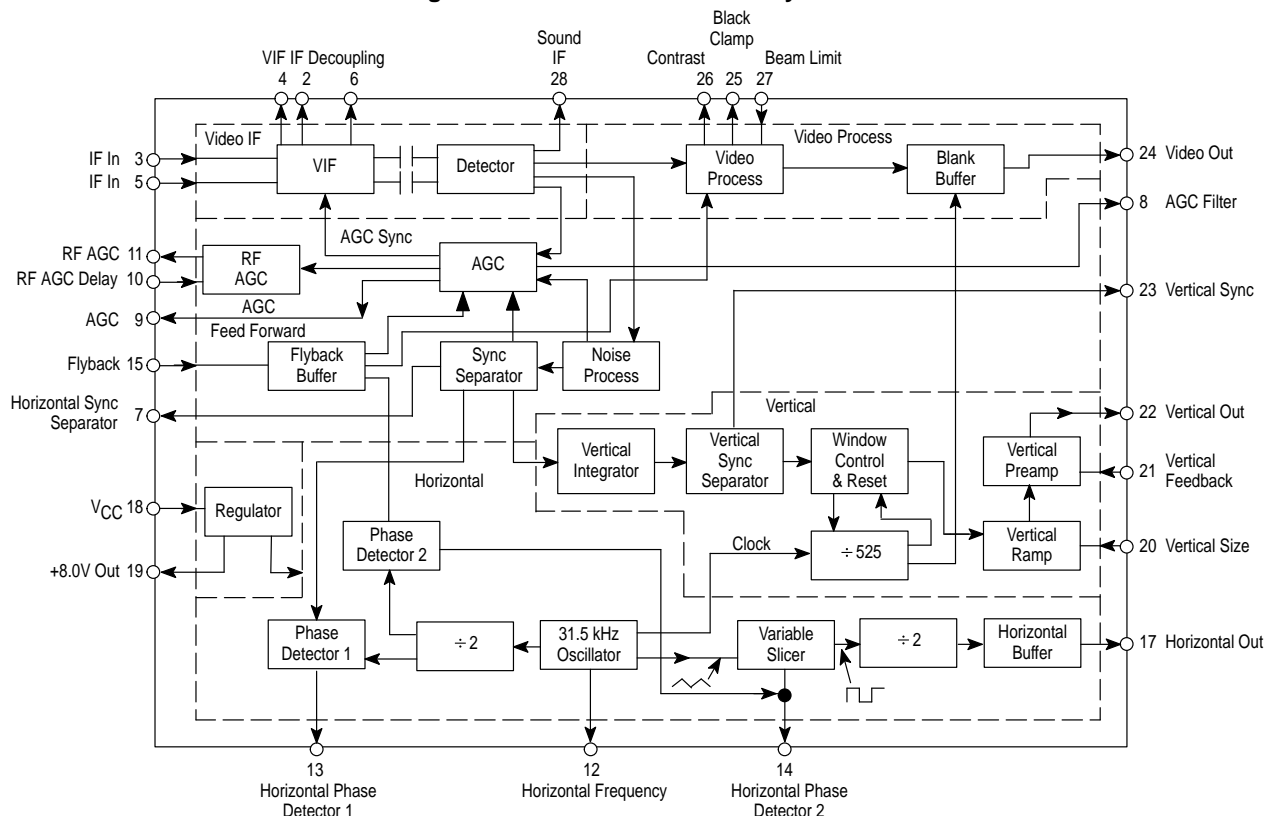 Black
Sound
Clamp
VIF IF Decoupling
IF
Contrast
Beam Limit
4 2 6
28
26 25 27
Video IF
Video Process
IF In 3
IF In 5
VIF
Detector
Video
Process
Blank
Buffer
24 Video Out
8 AGC Filter
AGC Sync
RF AGC 11
RF AGC Delay 10
RF
AGC
AGC
AGC
AGC 9
Feed Forward
23 Vertical Sync
Flyback 15
Flyback
Buffer
Sync
Separator
Noise
Process
Horizontal Sync
Separator 7
Vertical
22 Vertical Out
Vertical
Integrator
Vertical
Sync
Separator
Window
Control
& Reset
Vertical
Preamp
21 Vertical
Feedback
Horizontal
VCC 18
Regulator
Phase
Detector 2
Clock
÷ 525
Vertical
Ramp
20 Vertical Size
+8.0V Out 19
Phase
Detector 1
÷ 2
31.5 kHz
Oscillator
Variable
Slicer
÷ 2
Horizontal
Buffer
17 Horizontal Out
13
Horizontal Phase
Detector 1
12
Horizontal Frequency
14
Horizontal Phase
Detector 2